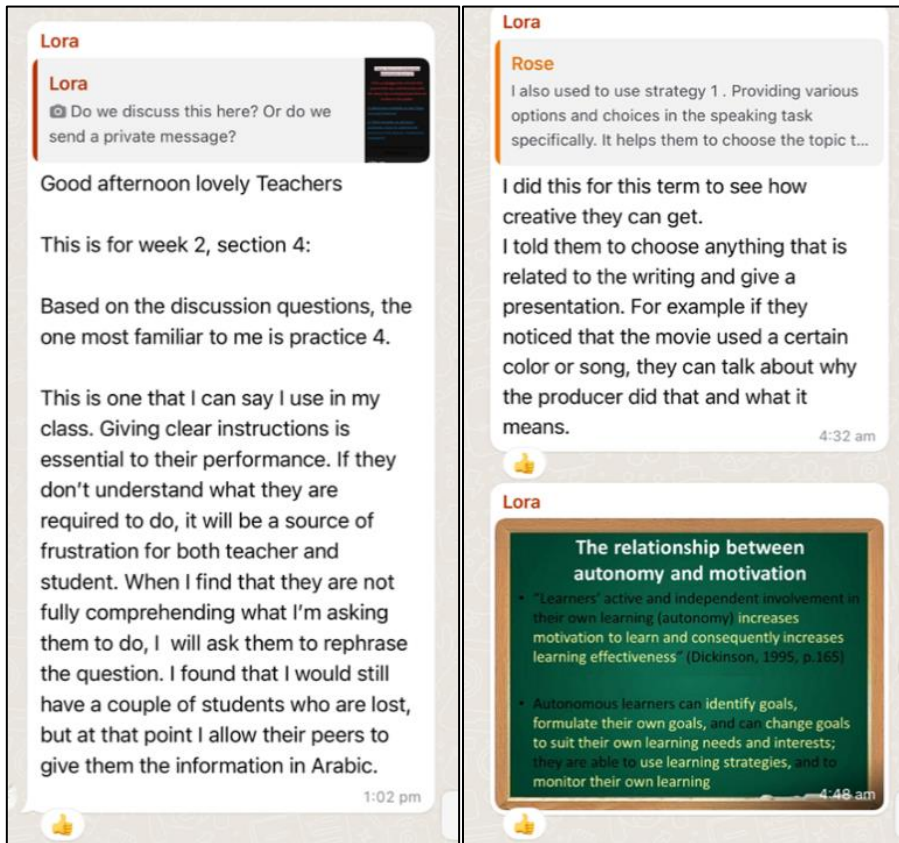 Lora
Lora
Do we discuss this here? Or do we
send a private message?
Good afternoon lovely Teachers
This is for week 2, section 4:
Based on the discussion questions, the
one most familiar to me is practice 4.
This is one that I can say I use in my
class. Giving clear instructions is
essential to their performance. If they
don't understand what they are
required to do, it will be a source of
frustration for both teacher and
student. When I find that they are not
fully comprehending what I'm asking
them to do, I will ask them to rephrase
the question. I found that I would still
have a couple of students who are lost,
but at that point I allow their peers to
give them the information in Arabic.
1:02 pm
Lora
Rose
I also used to use strategy 1 . Providing various
options and choices in the speaking task
specifically. It helps them to choose the topic t...
I did this for this term to see how
creative they can get.
I told them to choose anything that is
related to the writing and give a
presentation. For example if they
noticed that the movie used a certain
color or song, they can talk about why
the producer did that and what it
means.
4:32 am
Lora
The relationship between
autonomy and motivation
• "Learners' active and independent involvement in
their own learning (autonomy) increases
motivation to learn and consequently increases
learning effectiveness" (Dickinson, 1995, p.165)
• Autonomous learners can identify goals,
formulate their own goals, and can change goals
to suit their own learning needs and interests;
they are able to use learning strategies, and to
monitor their own learning
4:48 am